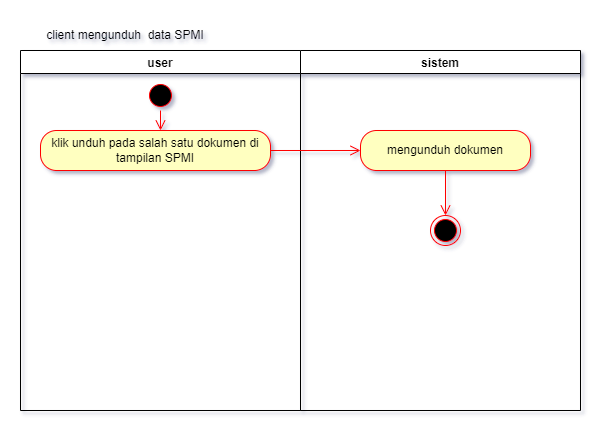 client mengunduh  data SPMI
user
sistem
klik unduh pada salah satu dokumen di
tampilan SPMI
mengunduh dokumen